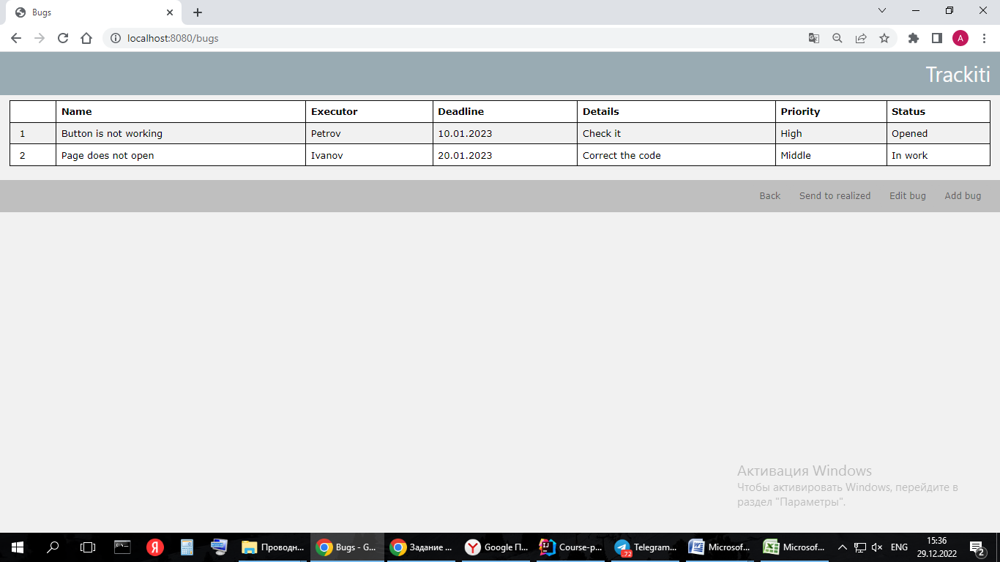 Bugs
localhost:8080/bugs
A
Trackiti
Name Executor Deadline Details Priority Status
1 Button is not working Petrov 10.01.2023 Check it High Opened
2 Page does not open Ivanov 20.01.2023 Correct the code Middle In work
Back Send to realized Edit bug Add bug
Активация Windows
Чтобы активировать Windows, перейдите в
раздел "Параметры".
Я Проводн... Bugs - G... Задание ... Google П... Course-p... Telegram... Microsof... Microsof... ENG 15:36
72 29.12.2022 2